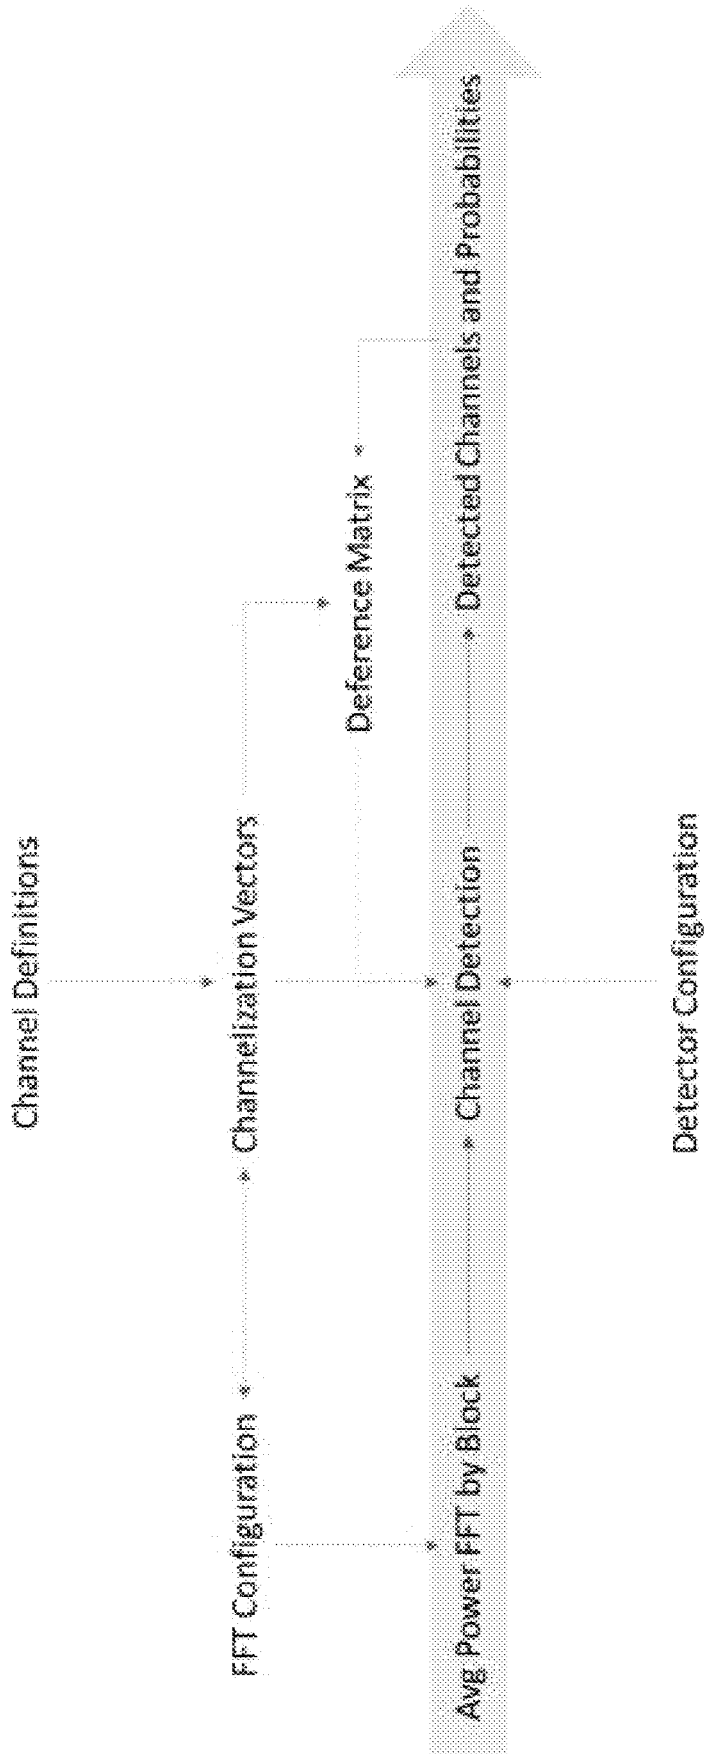 Channel Definitions
FFT Configuration
Channelization Vectors
Deference Matrix
Avg Power FFT by Block
Channel Detection
Detected Channels and Probabilities
Detector Configuration